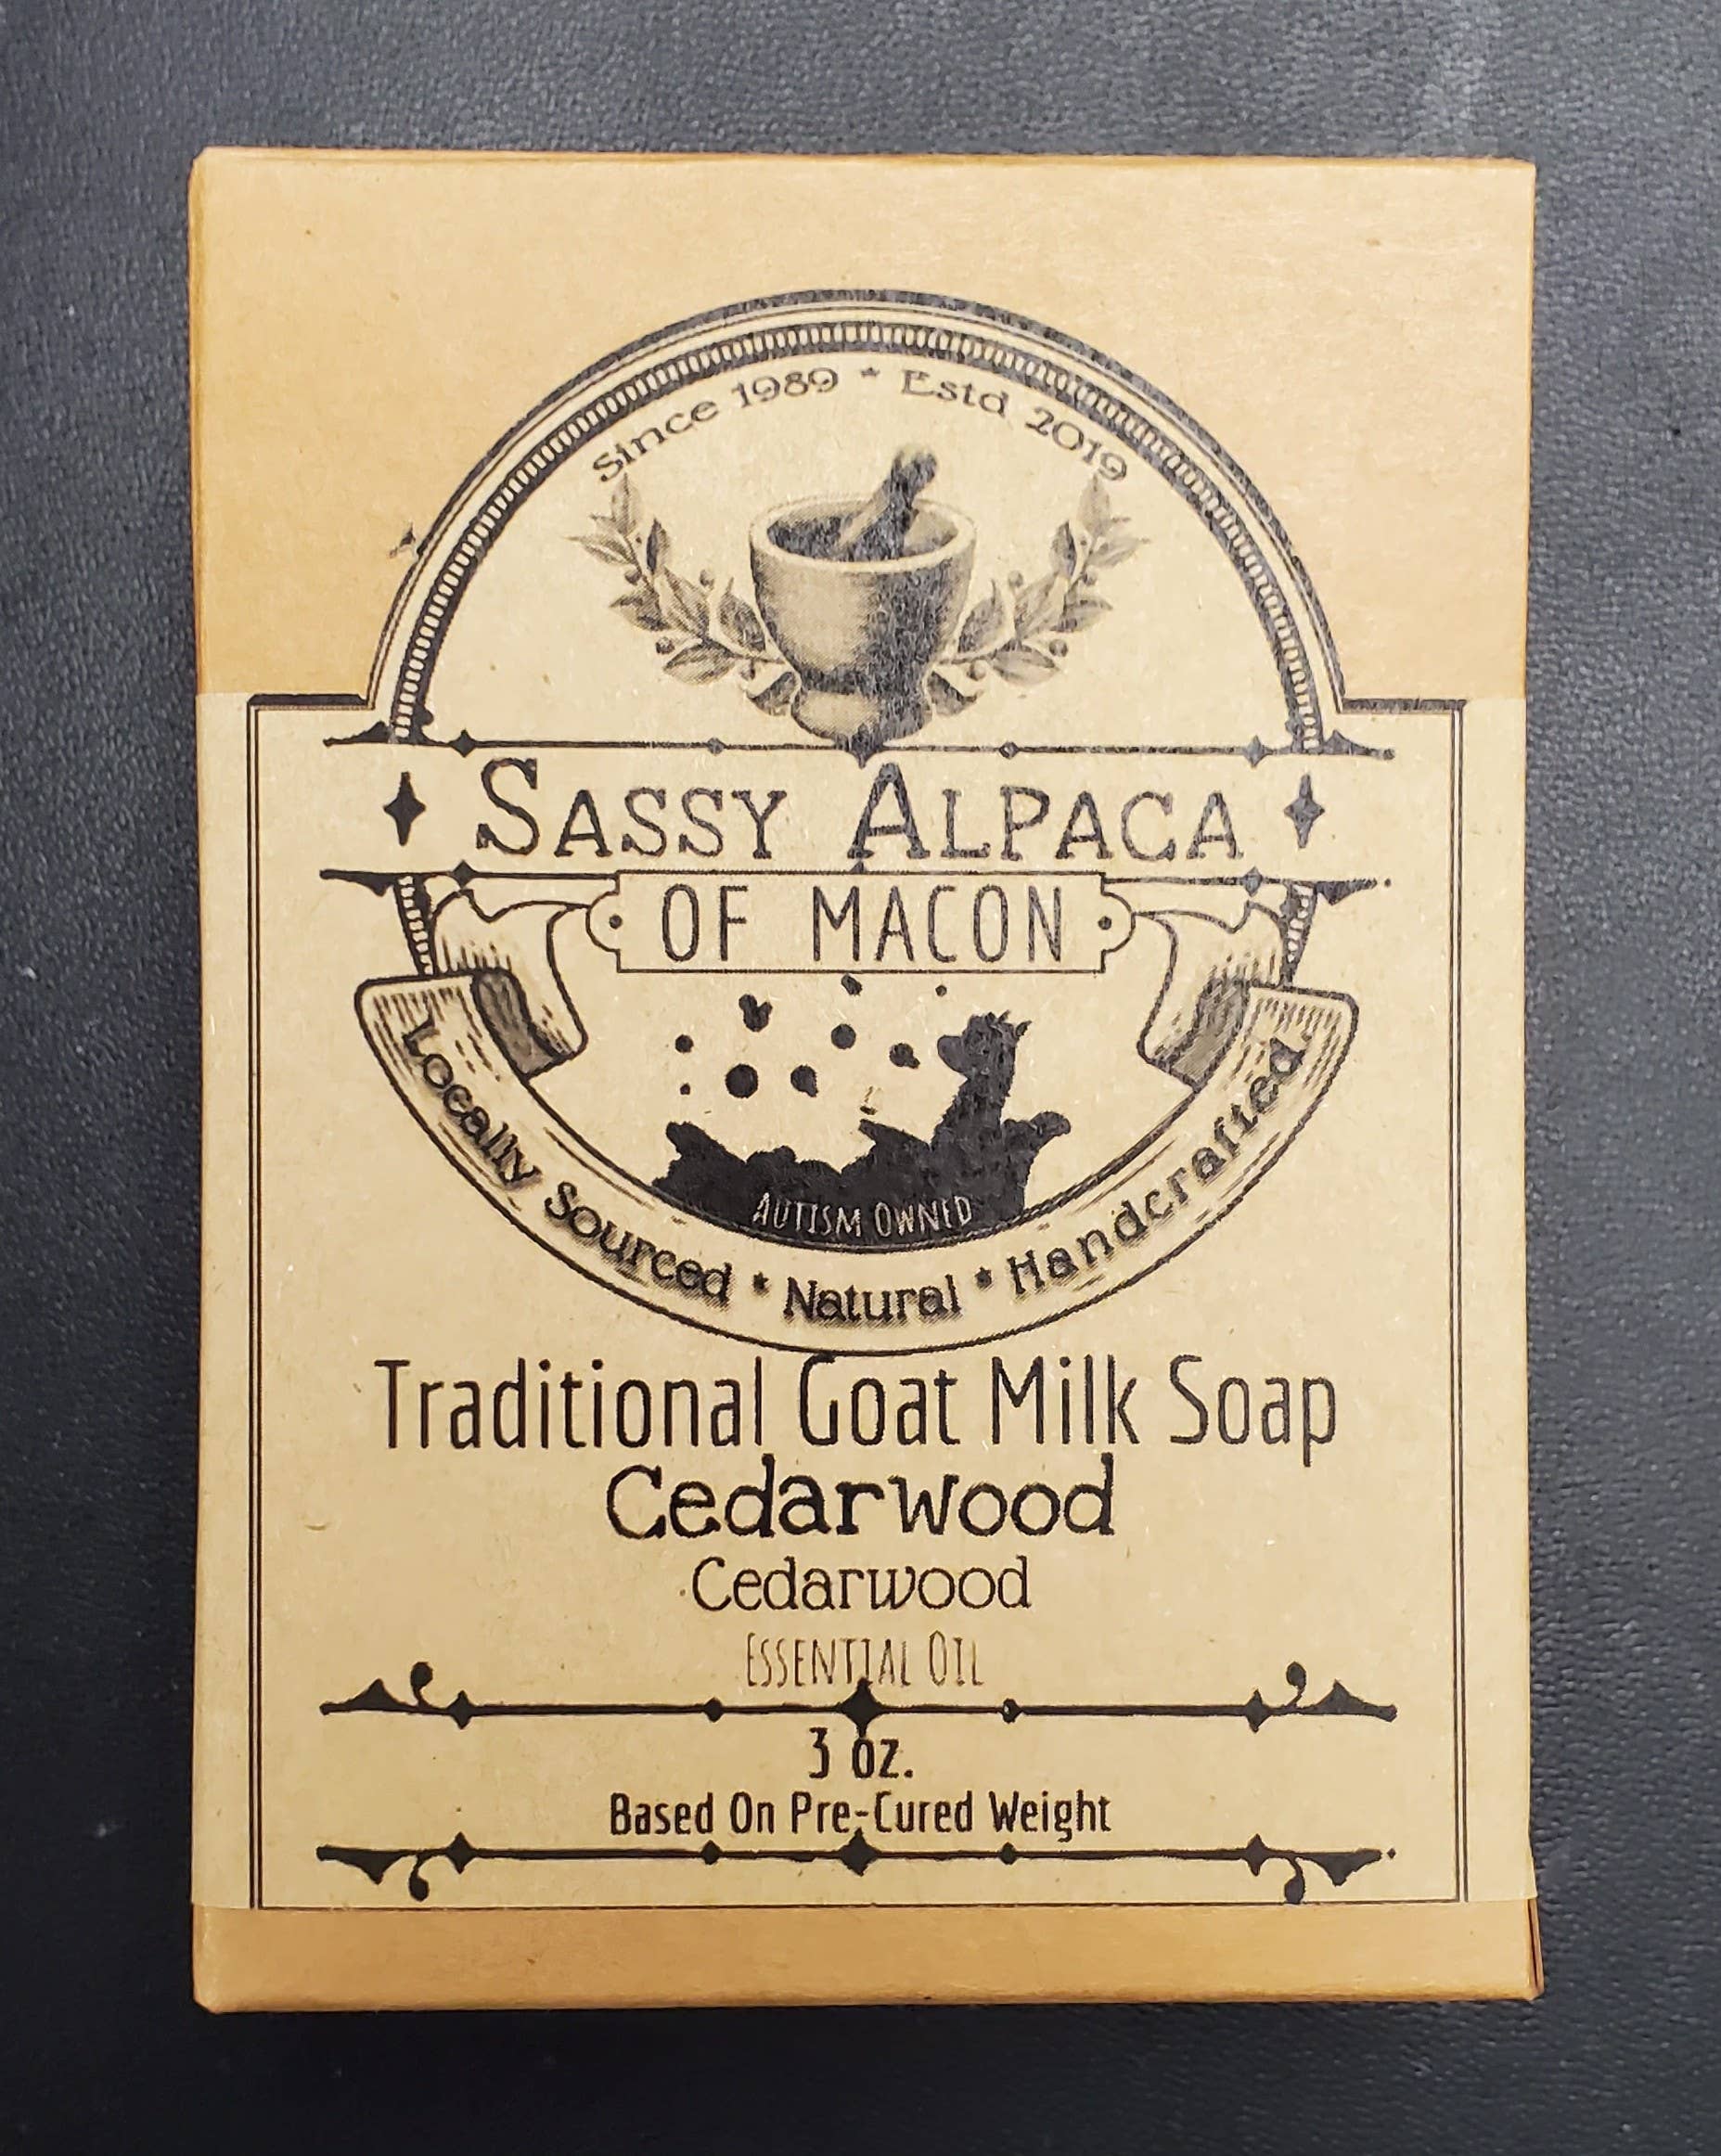 Since 1989 * Estd 2019
SASSY ALPACA
OF MACON
AUTISM OWNED
Locally Sourced * Natural * Handcrafted
Traditional Goat Milk Soap
Cedarwood
Cedarwood
ESSENTIAL OIL
3 oz.
Based On Pre-Cured Weight